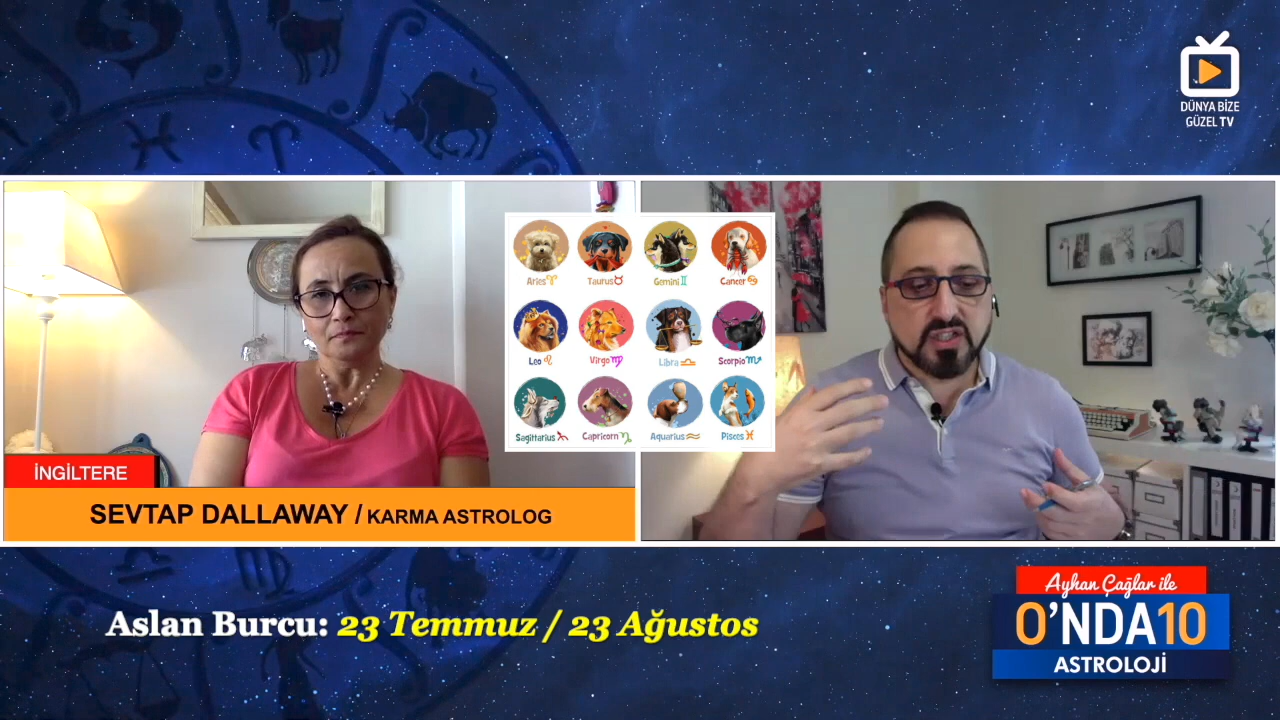 DÜNYA BİZE
GÜZEL TV
Aries
Taurus
Gemini
Cancer
Leo
Virgo
Libra
Scorpio
Sagittarius
Capricorn
Aquarius
Pisces
İNGİLTERE
SEVTAP DALLAWAY / KARMA ASTROLOG
Aslan Burcu: 23 Temmuz / 23 Ağustos
Ayhan Çağlar ile
O'NDA10
ASTROLOJİ